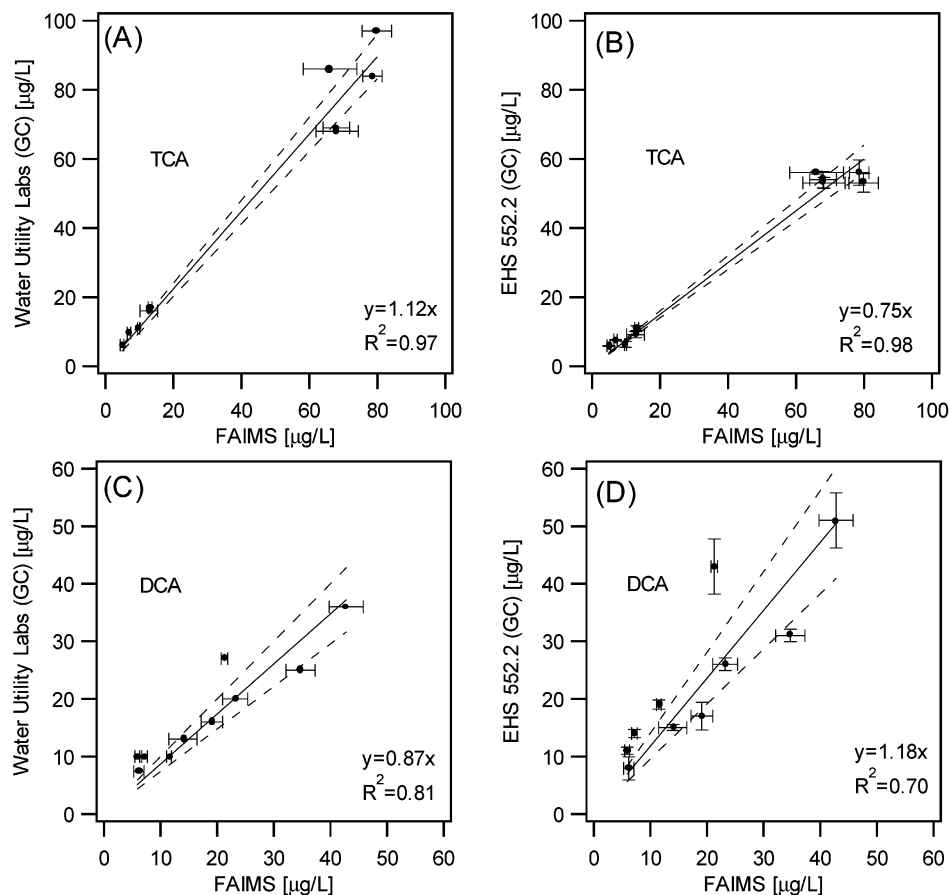 (A)
TCA
y=1.12x
R²=0.97
Water Utility Labs (GC) [µg/L]
100
80
60
40
20
0
0 20 40 60 80 100
FAIMS [µg/L]
(B)
TCA
y=0.75x
R²=0.98
EHS 552.2 (GC) [µg/L]
100
80
60
40
20
0
0 20 40 60 80 100
FAIMS [µg/L]
(C)
DCA
y=0.87x
R²=0.81
Water Utility Labs (GC) [µg/L]
60
50
40
30
20
10
0
0 10 20 30 40 50 60
FAIMS [µg/L]
(D)
DCA
y=1.18x
R²=0.70
EHS 552.2 (GC) [µg/L]
60
50
40
30
20
10
0
0 10 20 30 40 50 60
FAIMS [µg/L]